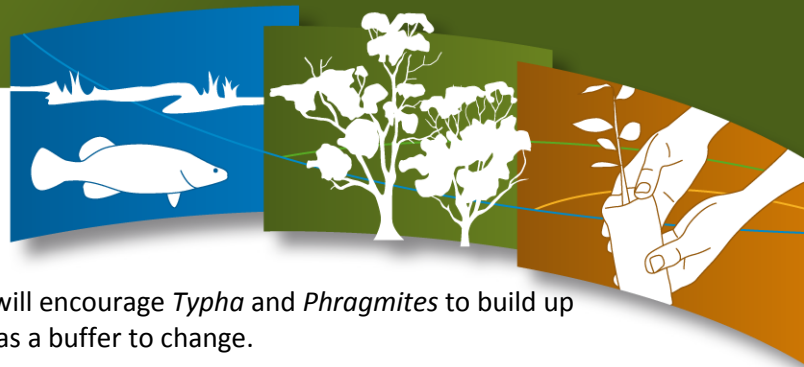 will encourage Typha and Phragmites to build up
as a buffer to change.